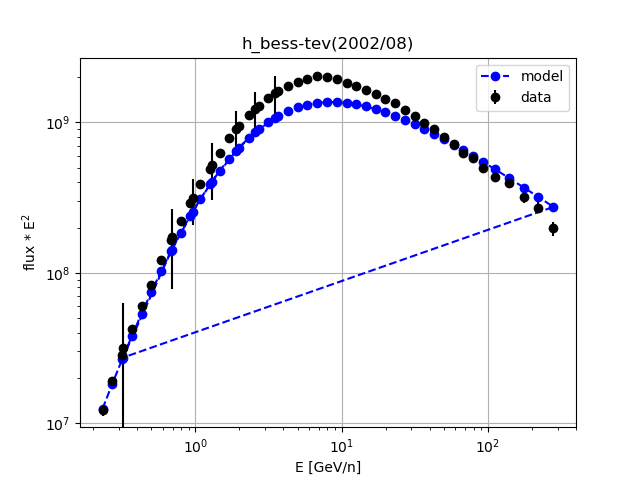 h_bess-tev(2002/08)
model
data
flux * E²
10⁹
10⁸
10⁷
10⁰
10¹
10²
E [GeV/n]